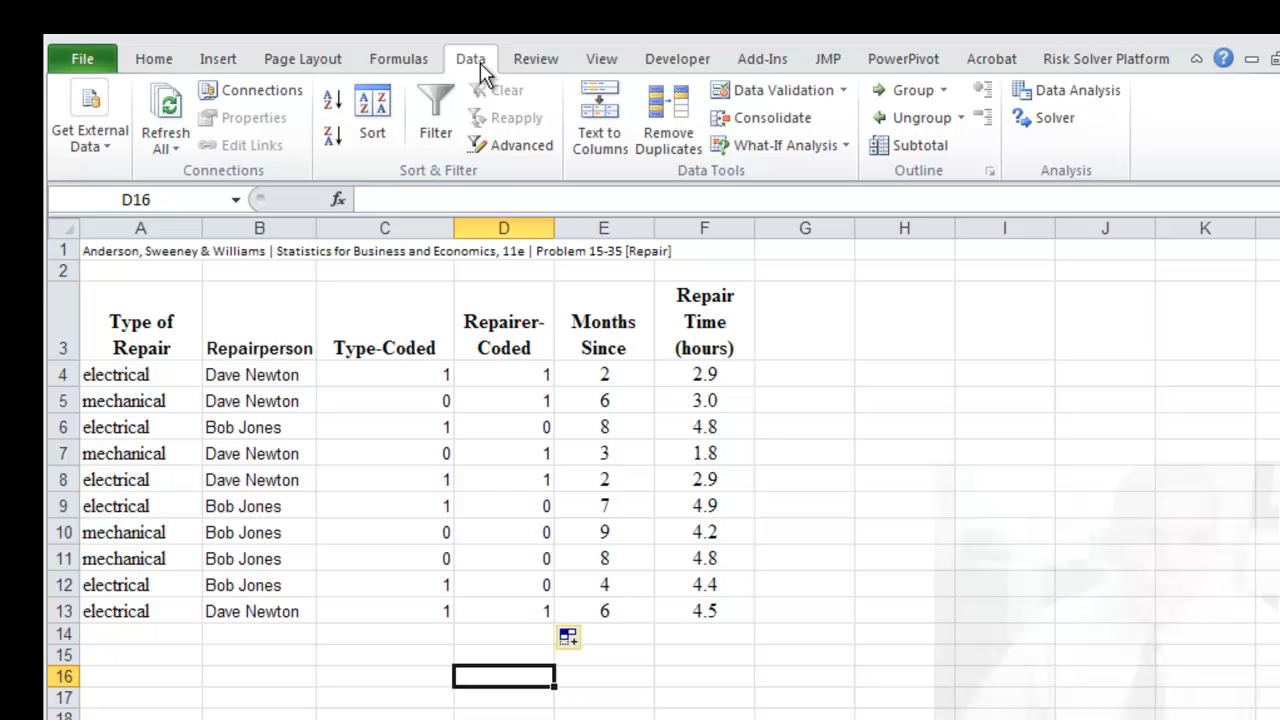 File Home Insert Page Layout Formulas Data Review View Developer Add-Ins JMP PowerPivot Acrobat Risk Solver Platform
Get External Data
Refresh All
Connections
Properties
Edit Links
Connections
Sort
Filter
Clear
Reapply
Advanced
Sort & Filter
Text to Columns
Remove Duplicates
Data Validation
Consolidate
What-If Analysis
Data Tools
Group
Ungroup
Subtotal
Outline
Data Analysis
Solver
Analysis
D16 fx
A B C D E F G H I J K
1 Anderson, Sweeney & Williams | Statistics for Business and Economics, 11e | Problem 15-35 [Repair]
2
3 Type of Repair Repairperson Type-Coded Repairer-Coded Months Since Repair Time (hours)
4 electrical Dave Newton 1 1 2 2.9
5 mechanical Dave Newton 0 1 6 3.0
6 electrical Bob Jones 1 0 8 4.8
7 mechanical Dave Newton 0 1 3 1.8
8 electrical Dave Newton 1 1 2 2.9
9 electrical Bob Jones 1 0 7 4.9
10 mechanical Bob Jones 0 0 9 4.2
11 mechanical Bob Jones 0 0 8 4.8
12 electrical Bob Jones 1 0 4 4.4
13 electrical Dave Newton 1 1 6 4.5
14
15
16
17
18